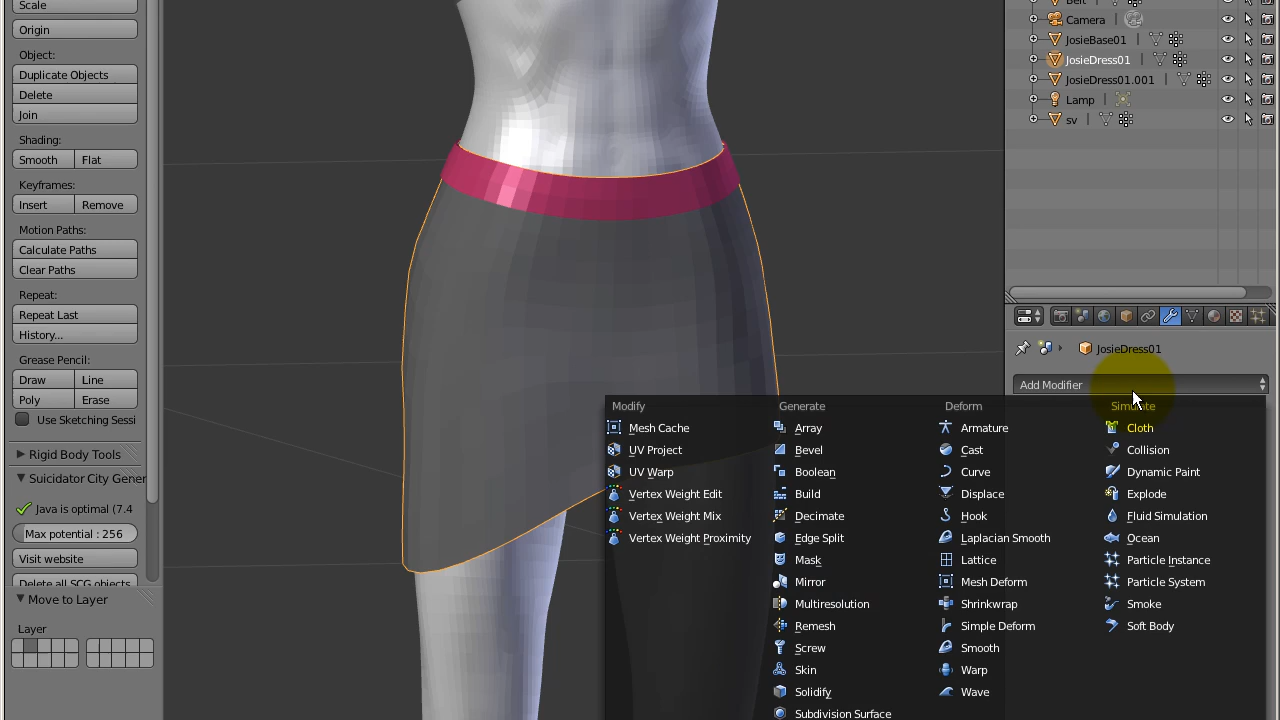 Scale
Origin
Object:
Duplicate Objects
Delete
Join
Shading:
Smooth Flat
Keyframes:
Insert Remove
Motion Paths:
Calculate Paths
Clear Paths
Repeat:
Repeat Last
History...
Grease Pencil:
Draw Line
Poly Erase
Use Sketching Sessi
Rigid Body Tools
Suicidator City Gener
Java is optimal (7.4
Max potential : 256
Visit website
Delete all SCG objects
Move to Layer
Layer
Belt
Camera
JosieBase01
JosieDress01
JosieDress01.001
Lamp
sv
JosieDress01
Add Modifier
Modify
Mesh Cache
UV Project
UV Warp
Vertex Weight Edit
Vertex Weight Mix
Vertex Weight Proximity
Generate
Array
Bevel
Boolean
Build
Decimate
Edge Split
Mask
Mirror
Multiresolution
Remesh
Screw
Skin
Solidify
Subdivision Surface
Deform
Armature
Cast
Curve
Displace
Hook
Laplacian Smooth
Lattice
Mesh Deform
Shrinkwrap
Simple Deform
Smooth
Warp
Wave
Simulate
Cloth
Collision
Dynamic Paint
Explode
Fluid Simulation
Ocean
Particle Instance
Particle System
Smoke
Soft Body